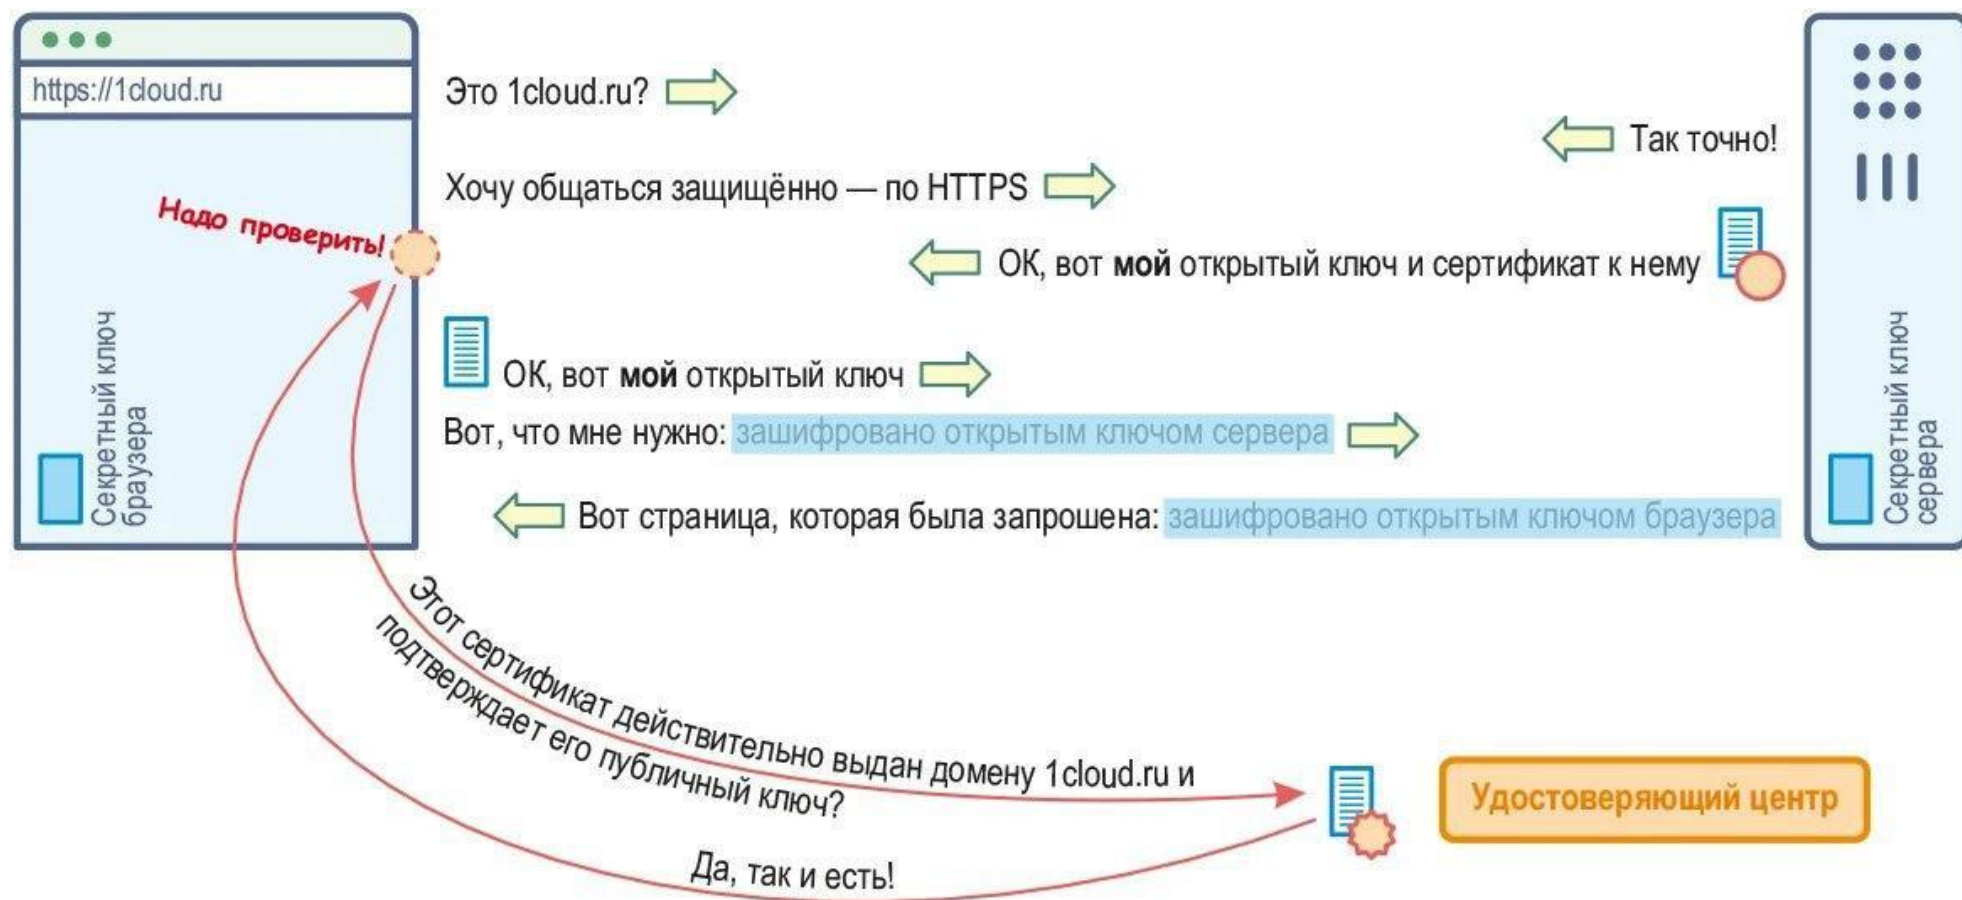 https://1cloud.ru
Это 1cloud.ru?
Так точно!
Хочу общаться защищённо — по HTTPS
Надо проверить!
ОК, вот мой открытый ключ и сертификат к нему
ОК, вот мой открытый ключ
Вот, что мне нужно: зашифровано открытым ключом сервера
Вот страница, которая была запрошена: зашифровано открытым ключом браузера
Секретный ключ
браузера
Секретный ключ
сервера
Этот сертификат действительно выдан домену 1cloud.ru и
подтверждает его публичный ключ?
Удостоверяющий центр
Да, так и есть!